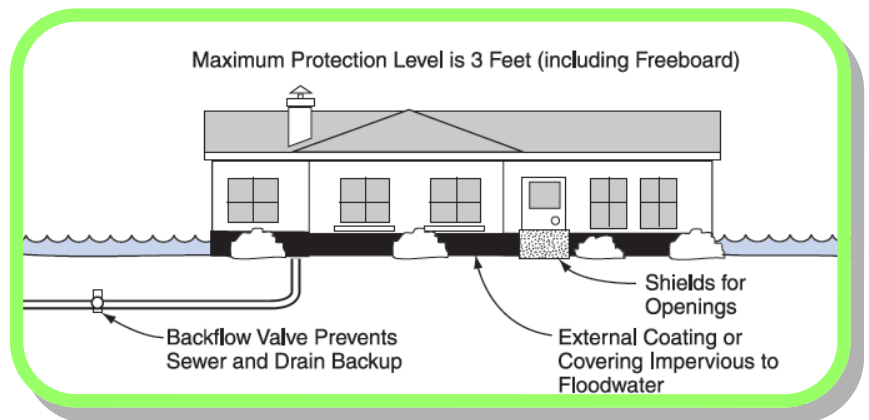 Maximum Protection Level is 3 Feet (including Freeboard)
Shields for
Openings
Backflow Valve Prevents
Sewer and Drain Backup
External Coating or
Covering Impervious to
Floodwater